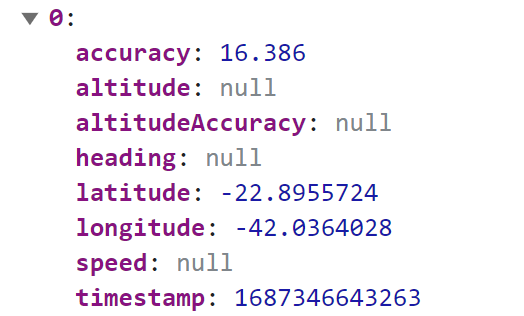 ▼ 0:
accuracy: 16.386
altitude: null
altitudeAccuracy: null
heading: null
latitude: -22.8955724
longitude: -42.0364028
speed: null
timestamp: 1687346643263